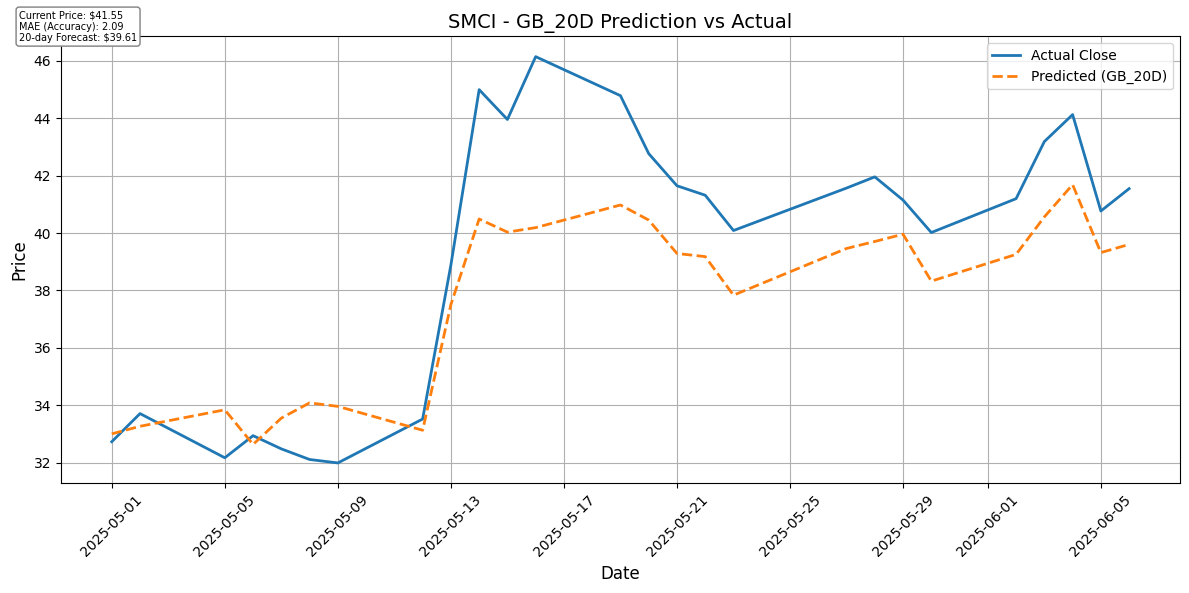 Current Price: $41.55
MAE (Accuracy): 2.09
20-day Forecast: $39.61
SMCI - GB_20D Prediction vs Actual
Actual Close
Predicted (GB_20D)
Price
46
44
42
40
38
36
34
32
2025-05-01
2025-05-05
2025-05-09
2025-05-13
2025-05-17
2025-05-21
2025-05-25
2025-05-29
2025-06-01
2025-06-05
Date